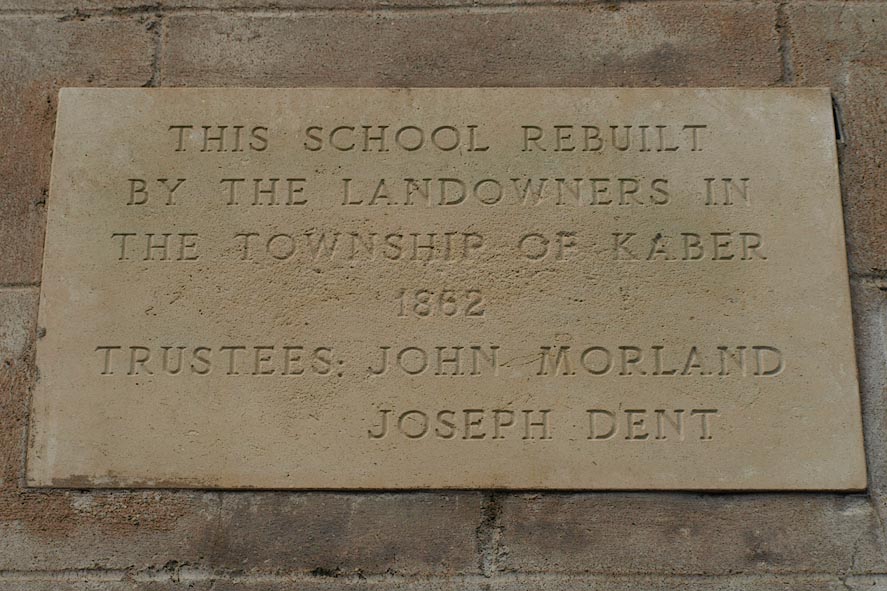 THIS SCHOOL REBUILT
BY THE LANDOWNERS IN
THE TOWNSHIP OF KABER
1862
TRUSTEES: JOHN MORLAND
JOSEPH DENT